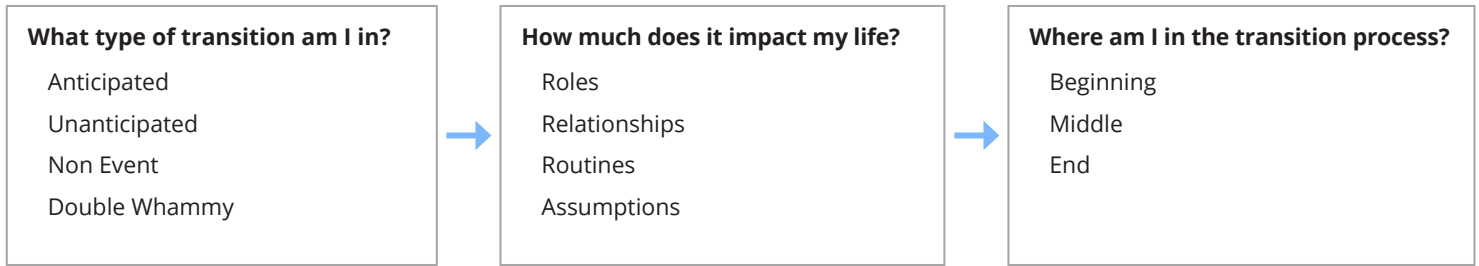 What type of transition am I in?
Anticipated
Unanticipated
Non Event
Double Whammy
How much does it impact my life?
Roles
Relationships
Routines
Assumptions
Where am I in the transition process?
Beginning
Middle
End